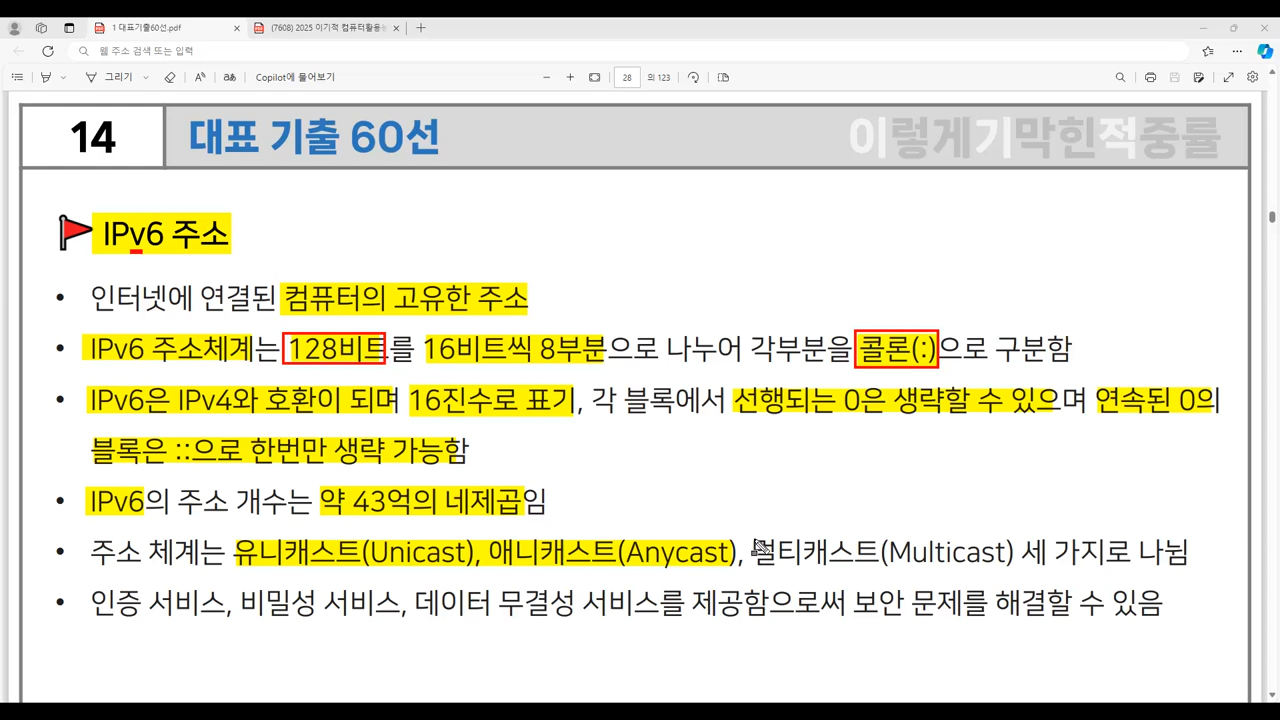 1 대표기출60선.pdf
(7608) 2025 이기적 컴퓨터활용능
웹 주소 검색 또는 입력
그리기
Copilot에 물어보기
28 의 123
14 대표 기출 60선 이렇게기막힌적중률
IPv6 주소
• 인터넷에 연결된 컴퓨터의 고유한 주소
• IPv6 주소체계는 128비트를 16비트씩 8부분으로 나누어 각부분을 콜론(:)으로 구분함
• IPv6은 IPv4와 호환이 되며 16진수로 표기, 각 블록에서 선행되는 0은 생략할 수 있으며 연속된 0의
블록은 ::으로 한번만 생략 가능함
• IPv6의 주소 개수는 약 43억의 네제곱임
• 주소 체계는 유니캐스트(Unicast), 애니캐스트(Anycast), 멀티캐스트(Multicast) 세 가지로 나뉨
• 인증 서비스, 비밀성 서비스, 데이터 무결성 서비스를 제공함으로써 보안 문제를 해결할 수 있음